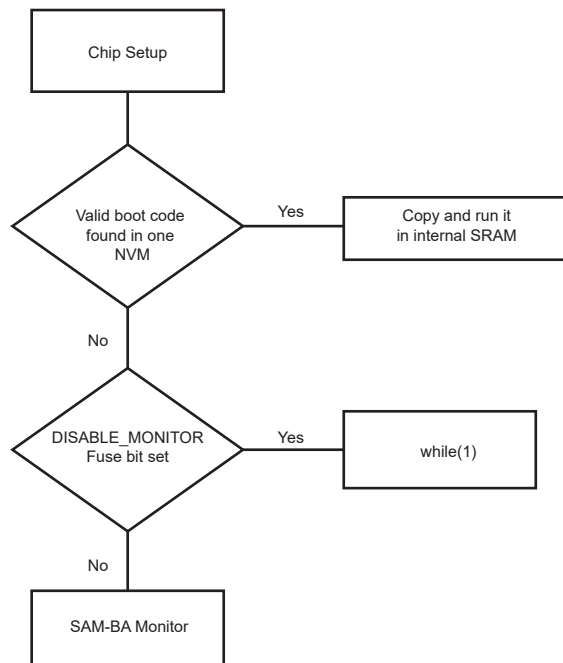 Chip Setup
Valid boot code
found in one
NVM
Yes
Copy and run it
in internal SRAM
No
DISABLE_MONITOR
Fuse bit set
Yes
while(1)
No
SAM-BA Monitor